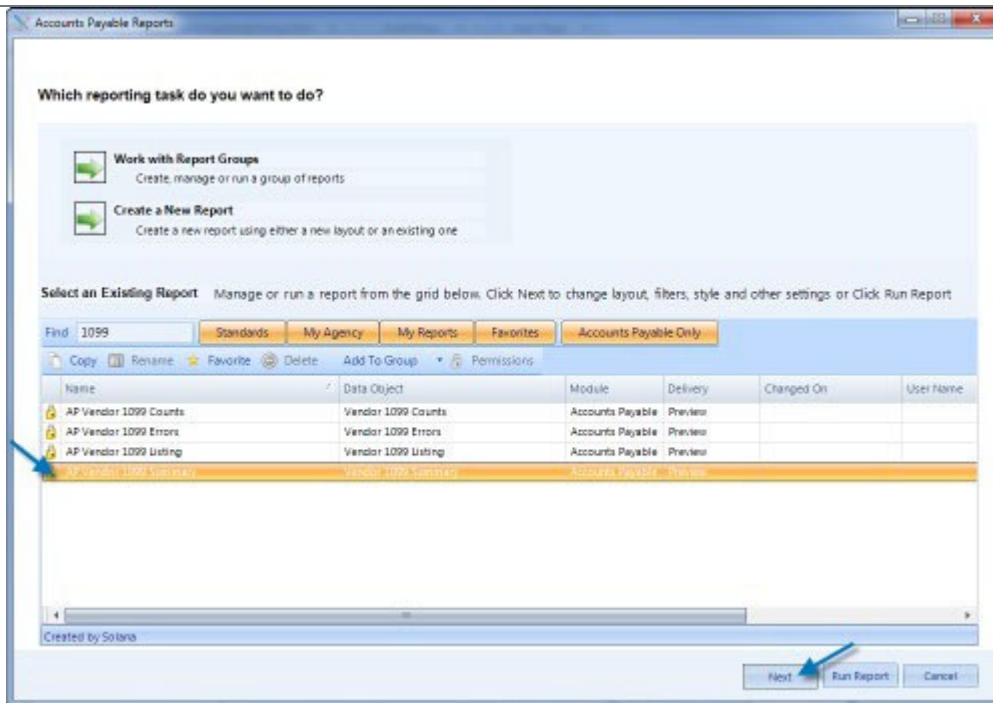 Accounts Payable Reports
Which reporting task do you want to do?
Work with Report Groups
Create, manage or run a group of reports
Create a New Report
Create a new report using either a new layout or an existing one
Select an Existing Report Manage or run a report from the grid below. Click Next to change layout, filters, style and other settings or Click Run Report
Find 1099 Standards My Agency My Reports Favorites Accounts Payable Only
Copy Rename Favorite Delete Add To Group Permissions
Name Data Object Module Delivery Changed On User Name
AP Vendor 1099 Counts Vendor 1099 Counts Accounts Payable Preview
AP Vendor 1099 Errors Vendor 1099 Errors Accounts Payable Preview
AP Vendor 1099 Listing Vendor 1099 Listing Accounts Payable Preview
AP Vendor 1099 Summary Vendor 1099 Summary Accounts Payable Preview
Created by Solana
Next Run Report Cancel